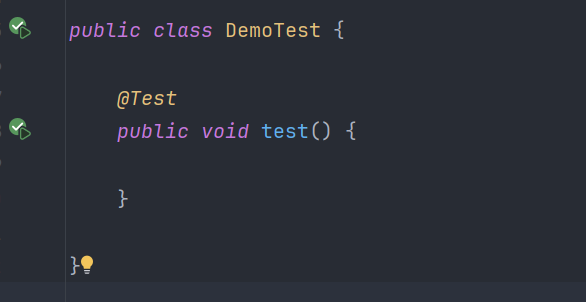 public class DemoTest {
@Test
public void test() {
}
}